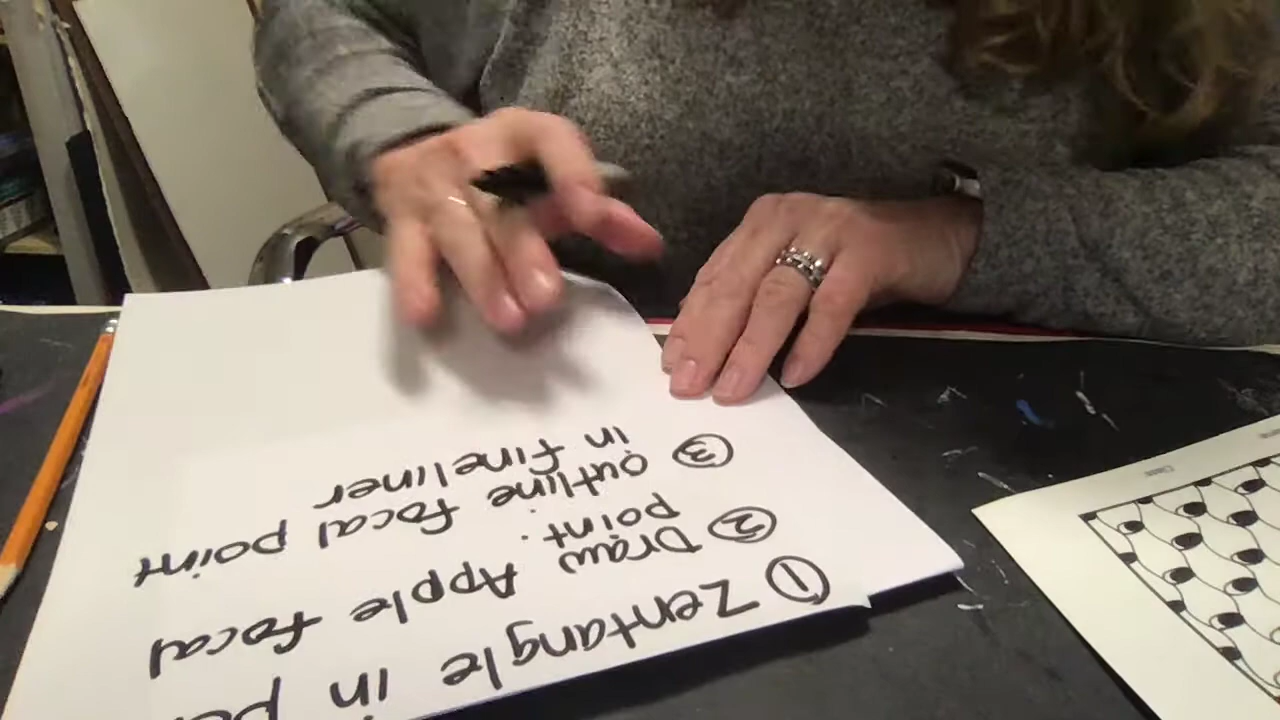 ① Zentangle in
② Draw Apple focal
point.
③ outline focal point
in fineliner